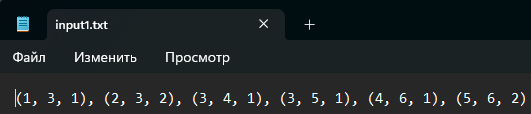 input1.txt
Файл Изменить Просмотр
(1, 3, 1), (2, 3, 2), (3, 4, 1), (3, 5, 1), (4, 6, 1), (5, 6, 2)